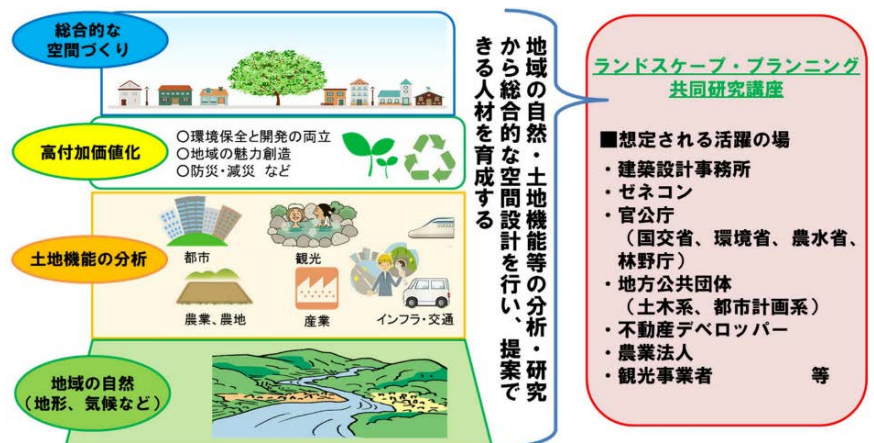 総合的な
空間づくり
高付加価値化
○環境保全と開発の両立
○地域の魅力創造
○防災・減災 など
土地機能の分析
都市
観光
農業、農地
産業
インフラ・交通
地域の自然
(地形、気候など)
地域の自然・土地機能等の分析・研究
から総合的な空間設計を行い、提案で
きる人材を育成する
ランドスケープ・プランニング
共同研究講座
■想定される活躍の場
・建築設計事務所
・ゼネコン
・官公庁
(国交省、環境省、農水省、
林野庁)
・地方公共団体
(土木系、都市計画系)
・不動産デベロッパー
・農業法人
・観光事業者 等